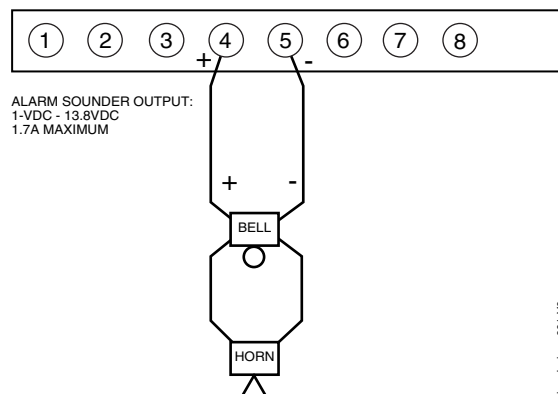 1 2 3 4 5 6 7 8
+ -
ALARM SOUNDER OUTPUT:
1-VDC - 13.8VDC
1.7A MAXIMUM
+ -
BELL
HORN